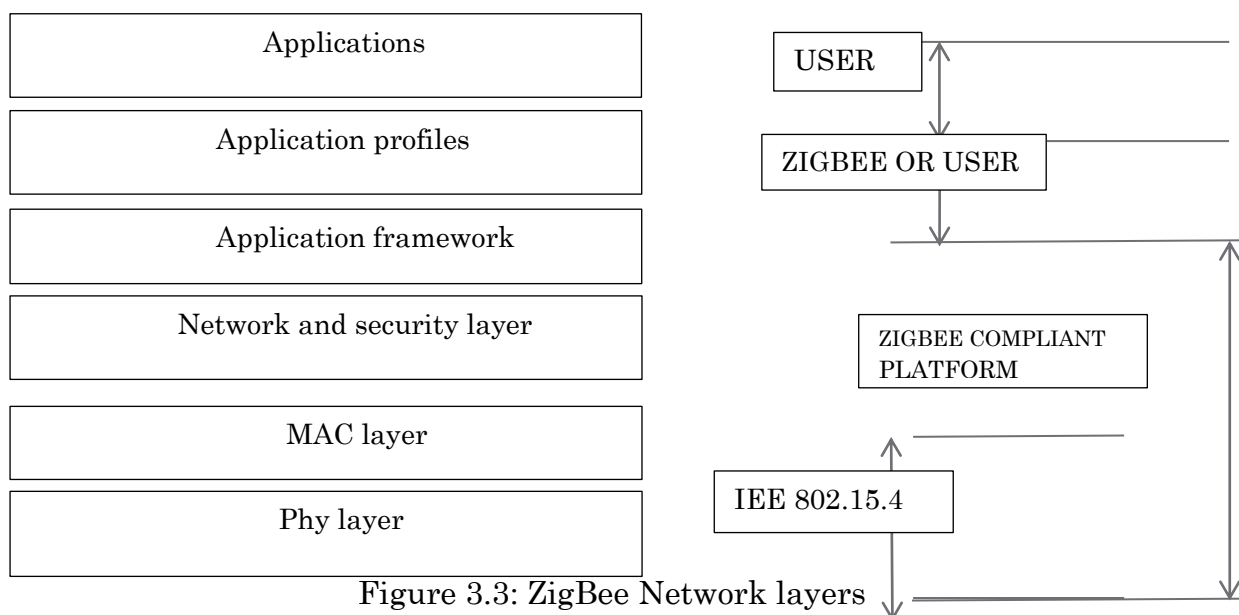 Applications
USER
Application profiles
ZIGBEE OR USER
Application framework
Network and security layer
ZIGBEE COMPLIANT
PLATFORM
MAC layer
IEE 802.15.4
Phy layer
Figure 3.3: ZigBee Network layers